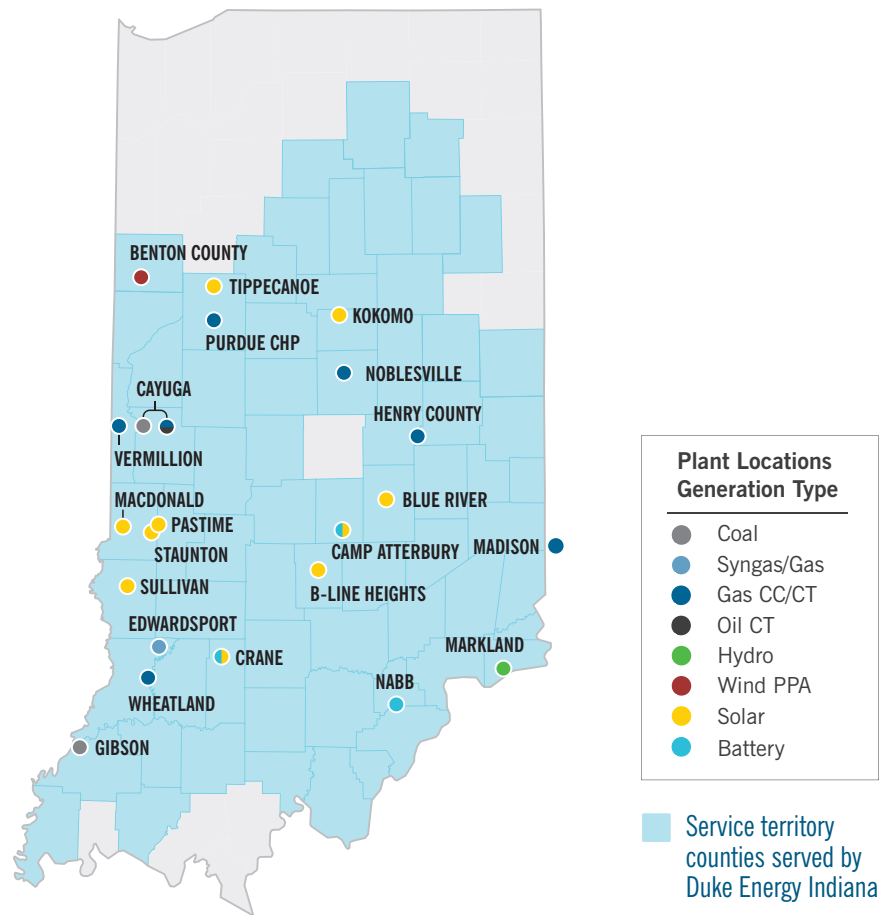 BENTON COUNTY
TIPPECANOE
KOKOMO
PURDUE CHP
NOBLESVILLE
CAYUGA
HENRY COUNTY
VERMILLION
MACDONALD
BLUE RIVER
PASTIME
STAUNTON
CAMP ATTERBURY
MADISON
SULLIVAN
B-LINE HEIGHTS
EDWARDSPORT
MARKLAND
CRANE
NABB
WHEATLAND
GIBSON
Plant Locations
Generation Type
Coal
Syngas/Gas
Gas CC/CT
Oil CT
Hydro
Wind PPA
Solar
Battery
Service territory
counties served by
Duke Energy Indiana